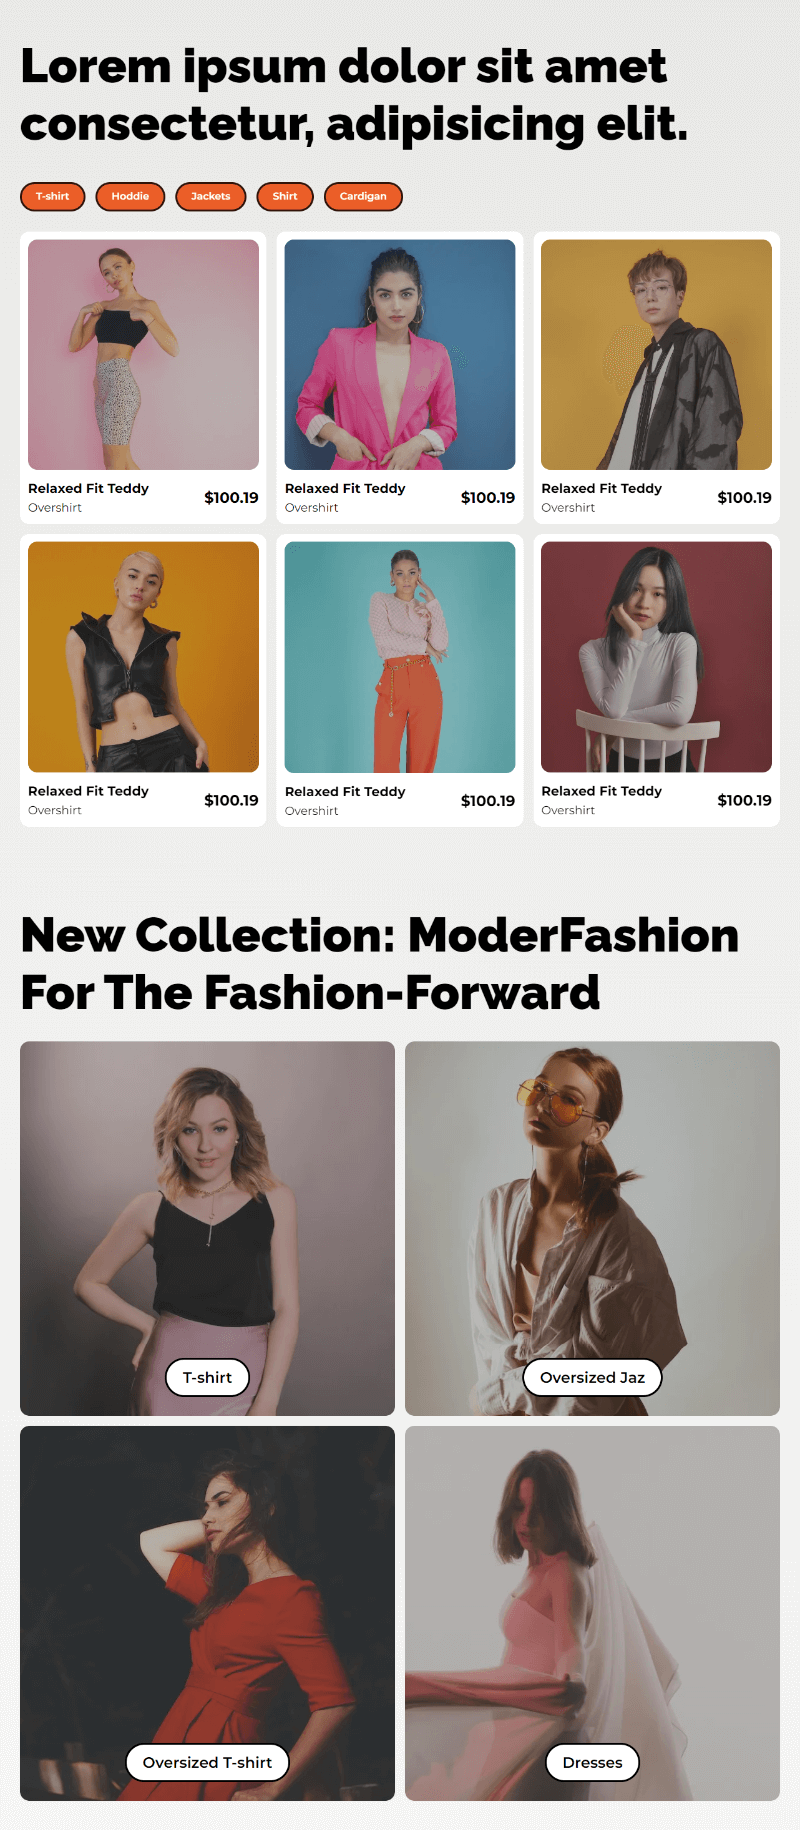 Lorem ipsum dolor sit amet
consectetur, adipisicing elit.
T-shirt
Hoddie
Jackets
Shirt
Cardigan
Relaxed Fit Teddy
Overshirt
$100.19
Relaxed Fit Teddy
Overshirt
$100.19
Relaxed Fit Teddy
Overshirt
$100.19
Relaxed Fit Teddy
Overshirt
$100.19
Relaxed Fit Teddy
Overshirt
$100.19
Relaxed Fit Teddy
Overshirt
$100.19
New Collection: ModerFashion
For The Fashion-Forward
T-shirt
Oversized Jaz
Oversized T-shirt
Dresses